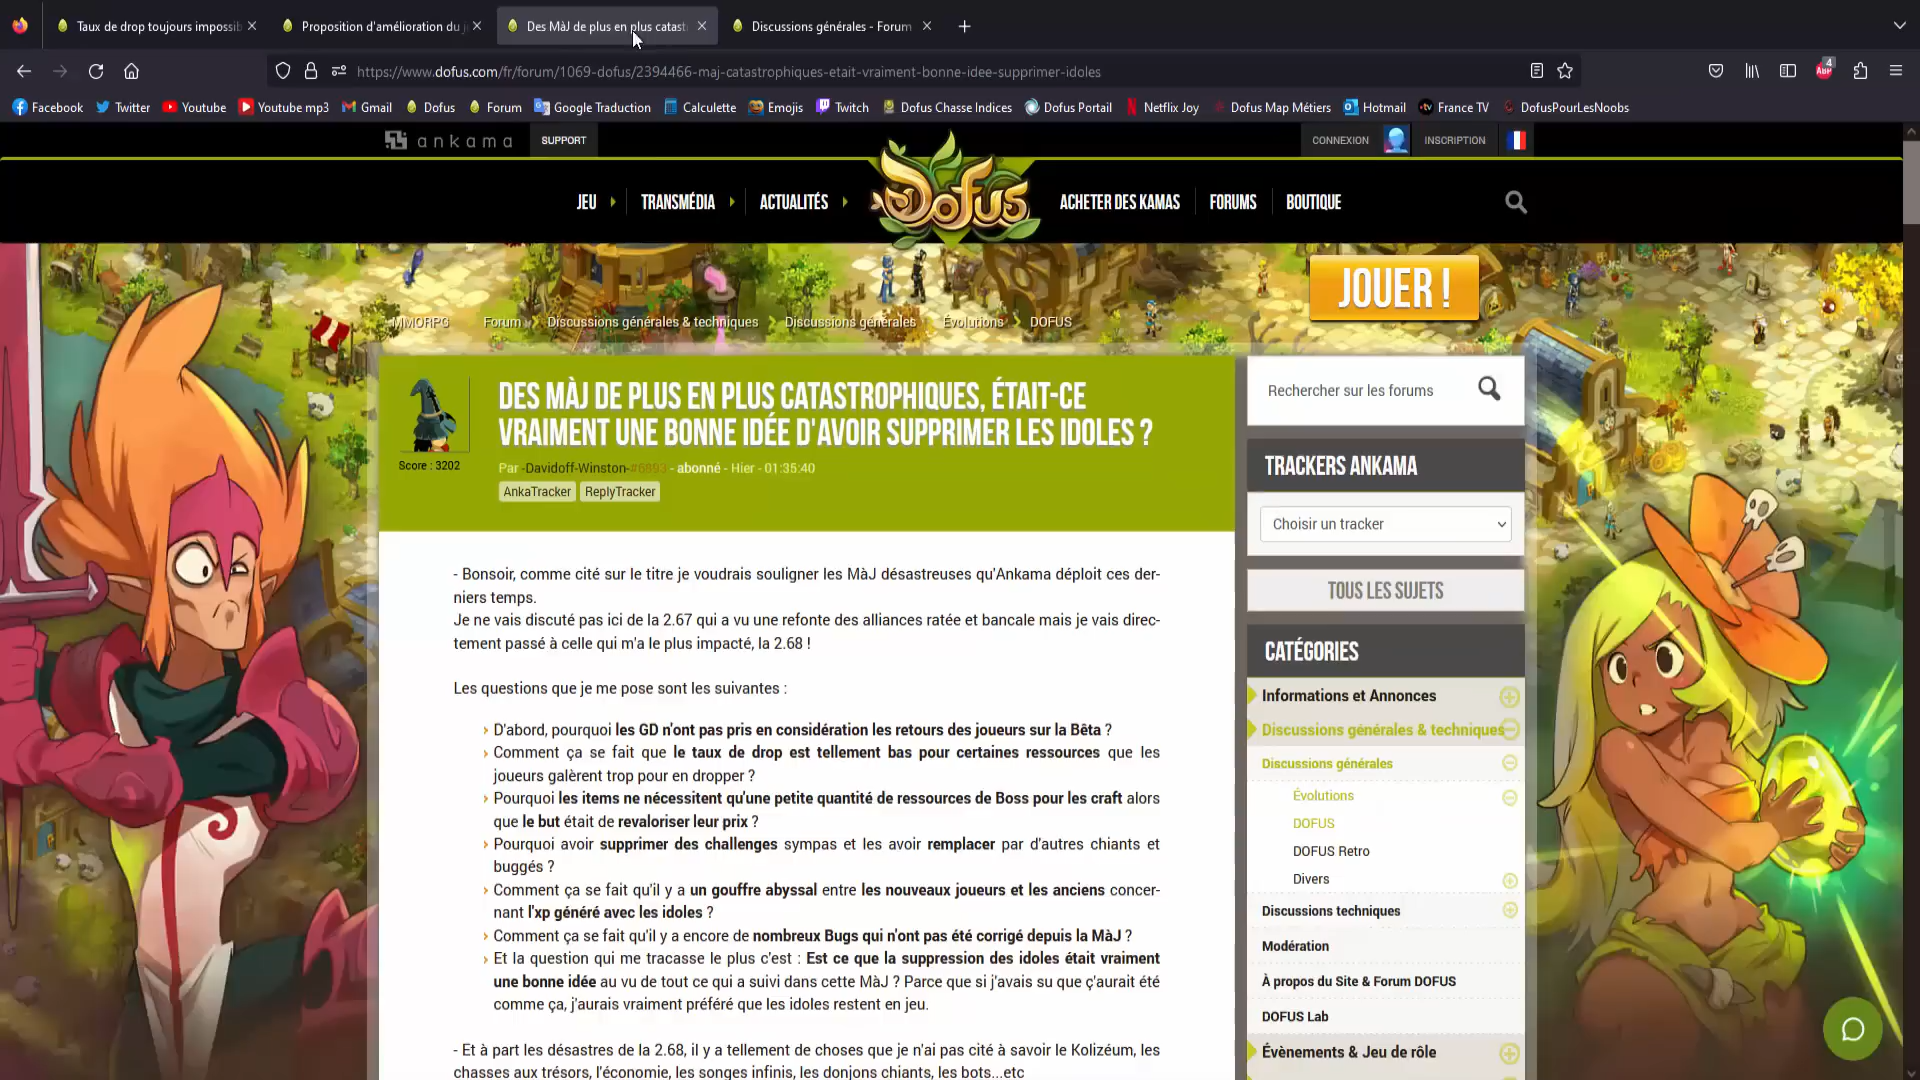 Taux de drop toujours impossib
Proposition d'amélioration du j
Des MàJ de plus en plus catast
Discussions générales - Forum
https://www.dofus.com/fr/forum/1069-dofus/2394466-maj-catastrophiques-etait-vraiment-bonne-idee-supprimer-idoles
4
ABP
Facebook Twitter Youtube Youtube mp3 Gmail Dofus Forum Google Traduction Calculette Emojis Twitch Dofus Chasse Indices Dofus Portail Netflix Joy Dofus Map Métiers Hotmail France TV DofusPourLesNoobs
ankama SUPPORT CONNEXION INSCRIPTION
JEU TRANSMÉDIA ACTUALITÉS DOFUS ACHETER DES KAMAS FORUMS BOUTIQUE
JOUER !
MMORPG Forum Discussions générales & techniques Discussions générales Évolutions DOFUS
DES MÀJ DE PLUS EN PLUS CATASTROPHIQUES, ÉTAIT-CE
VRAIMENT UNE BONNE IDÉE D'AVOIR SUPPRIMER LES IDOLES ?
Score : 3202
Par -Davidoff-Winston-#6893 - abonné - Hier - 01:35:40
AnkaTracker ReplyTracker
- Bonsoir, comme cité sur le titre je voudrais souligner les MàJ désastreuses qu'Ankama déploit ces der-
niers temps.
Je ne vais discuté pas ici de la 2.67 qui a vu une refonte des alliances ratée et bancale mais je vais direc-
tement passé à celle qui m'a le plus impacté, la 2.68 !
Les questions que je me pose sont les suivantes :
D'abord, pourquoi les GD n'ont pas pris en considération les retours des joueurs sur la Bêta ?
Comment ça se fait que le taux de drop est tellement bas pour certaines ressources que les
joueurs galèrent trop pour en dropper ?
Pourquoi les items ne nécessitent qu'une petite quantité de ressources de Boss pour les craft alors
que le but était de revaloriser leur prix ?
Pourquoi avoir supprimer des challenges sympas et les avoir remplacer par d'autres chiants et
buggés ?
Comment ça se fait qu'il y a un gouffre abyssal entre les nouveaux joueurs et les anciens concer-
nant l'xp généré avec les idoles ?
Comment ça se fait qu'il y a encore de nombreux Bugs qui n'ont pas été corrigé depuis la MàJ ?
Et la question qui me tracasse le plus c'est : Est ce que la suppression des idoles était vraiment
une bonne idée au vu de tout ce qui a suivi dans cette MàJ ? Parce que si j'avais su que ç'aurait été
comme ça, j'aurais vraiment préféré que les idoles restent en jeu.
- Et à part les désastres de la 2.68, il y a tellement de choses que je n'ai pas cité à savoir le Kolizéum, les
chasses aux trésors, l'économie, les songes infinis, les donjons chiants, les bots...etc
Rechercher sur les forums
TRACKERS ANKAMA
Choisir un tracker
TOUS LES SUJETS
CATÉGORIES
Informations et Annonces
Discussions générales & techniques
Discussions générales
Évolutions
DOFUS
DOFUS Retro
Divers
Discussions techniques
Modération
À propos du Site & Forum DOFUS
DOFUS Lab
Évènements & Jeu de rôle